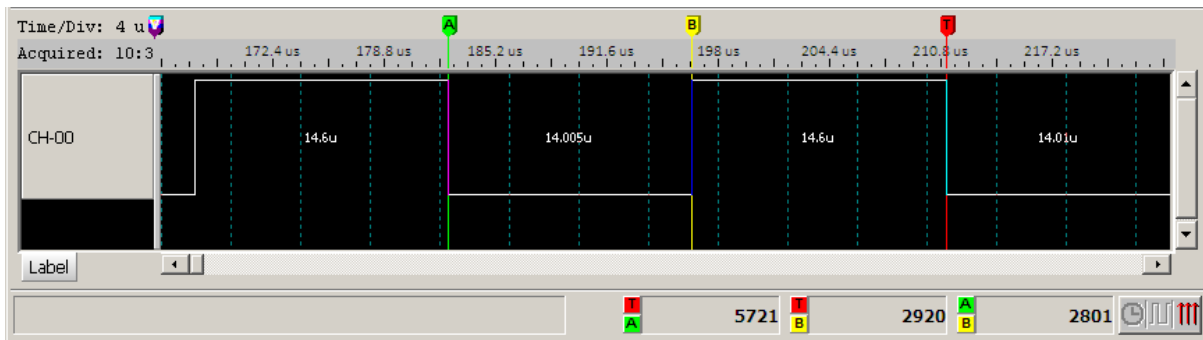 Time/Div: 4 u
A
B
T
Acquired: 10:3
172.4 us 178.8 us 185.2 us 191.6 us 198 us 204.4 us 210.8 us 217.2 us
CH-00 14.6u 14.005u 14.6u 14.01u
Label
T A 5721 T B 2920 A B 2801